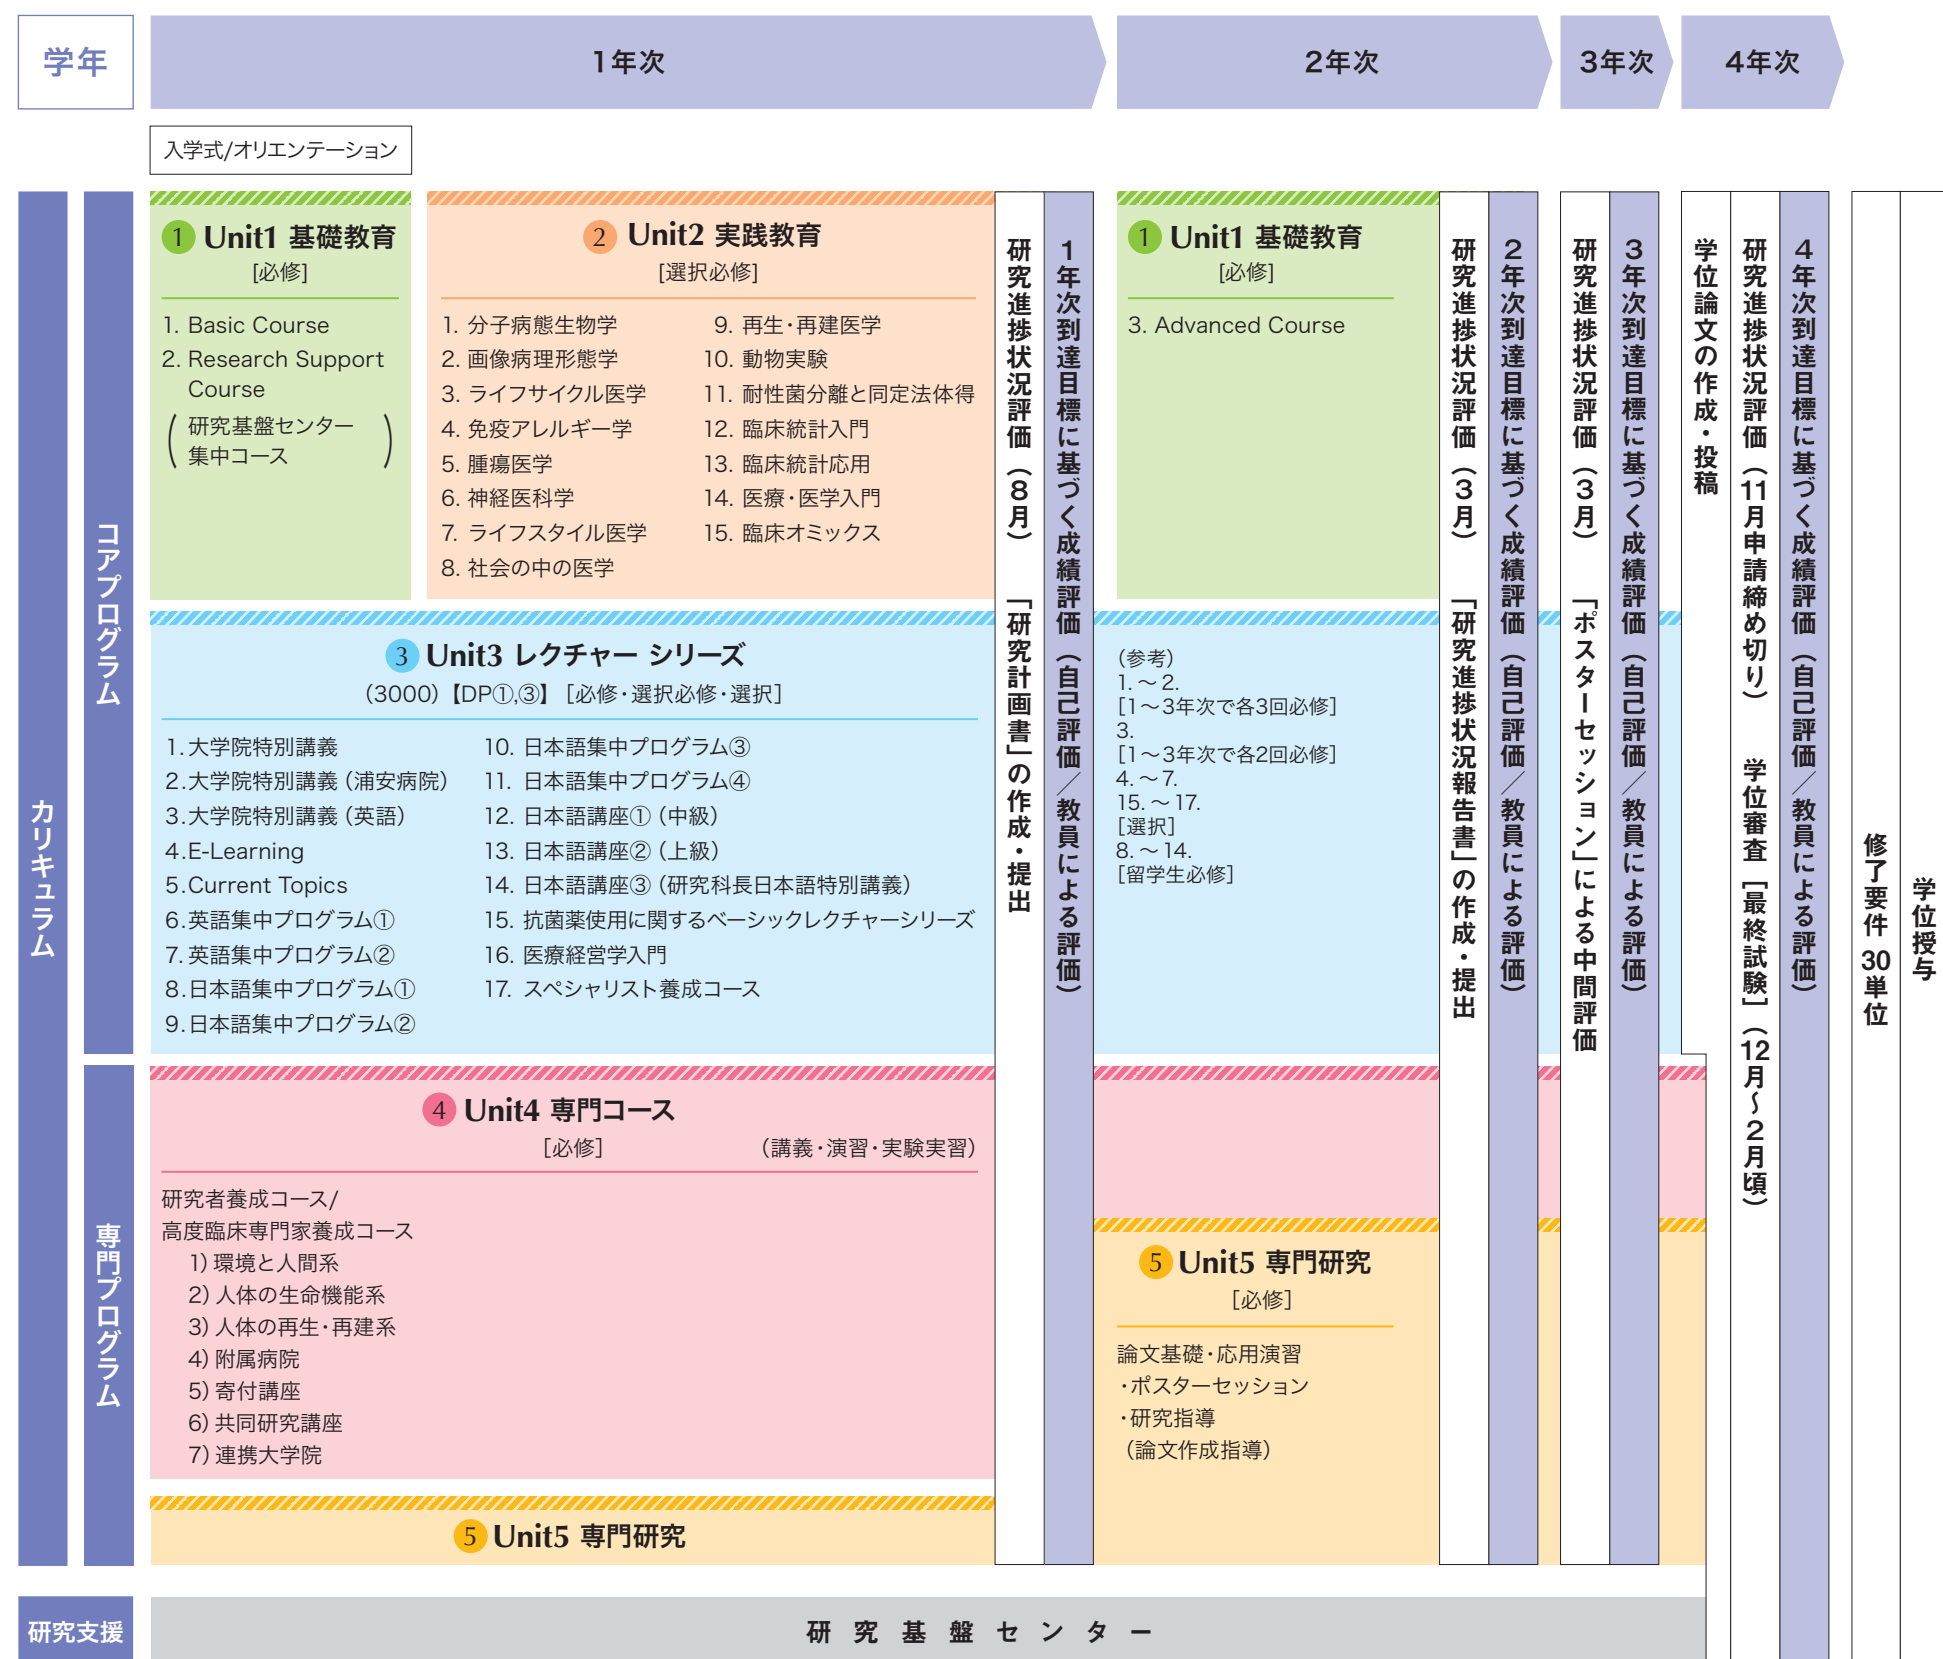 学年
1年次
2年次
3年次
4年次
入学式/オリエンテーション
カリキュラム
コアプログラム
① Unit1 基礎教育
[必修]
1. Basic Course
2. Research Support
Course
(研究基盤センター
集中コース)
② Unit2 実践教育
[選択必修]
1. 分子病態生物学
2. 画像病理形態学
3. ライフサイクル医学
4. 免疫アレルギー学
5. 腫瘍医学
6. 神経医科学
7. ライフスタイル医学
8. 社会の中の医学
9. 再生・再建医学
10. 動物実験
11. 耐性菌分離と同定法体得
12. 臨床統計入門
13. 臨床統計応用
14. 医療・医学入門
15. 臨床オミックス
③ Unit3 レクチャー シリーズ
(3000)【DP①,③】[必修・選択必修・選択]
1.大学院特別講義
2.大学院特別講義(浦安病院)
3.大学院特別講義(英語)
4.E-Learning
5.Current Topics
6.英語集中プログラム①
7.英語集中プログラム②
8.日本語集中プログラム①
9.日本語集中プログラム②
10. 日本語集中プログラム③
11. 日本語集中プログラム④
12. 日本語講座①(中級)
13. 日本語講座②(上級)
14. 日本語講座③(研究科長日本語特別講義)
15. 抗菌薬使用に関するベーシックレクチャーシリーズ
16. 医療経営学入門
17. スペシャリスト養成コース
専門プログラム
④ Unit4 専門コース
[必修] (講義・演習・実験実習)
研究者養成コース/
高度臨床専門家養成コース
1)環境と人間系
2)人体の生命機能系
3)人体の再生・再建系
4)附属病院
5)寄付講座
6)共同研究講座
7)連携大学院
⑤ Unit5 専門研究
研究進捗状況評価(8月) 「研究計画書」の作成・提出
1年次到達目標に基づく成績評価(自己評価/教員による評価)
① Unit1 基礎教育
[必修]
3. Advanced Course
(参考)
1.～2.
[1～3年次で各3回必修]
3.
[1～3年次で各2回必修]
4.～7.
15.～17.
[選択]
8.～14.
[留学生必修]
⑤ Unit5 専門研究
[必修]
論文基礎・応用演習
・ポスターセッション
・研究指導
(論文作成指導)
研究進捗状況評価(3月) 「研究進捗状況報告書」の作成・提出
2年次到達目標に基づく成績評価(自己評価/教員による評価)
研究進捗状況評価(3月) 「ポスターセッション」による中間評価
3年次到達目標に基づく成績評価(自己評価/教員による評価)
学位論文の作成・投稿
研究進捗状況評価(11月申請締め切り) 学位審査[最終試験](12月～2月頃)
4年次到達目標に基づく成績評価(自己評価/教員による評価)
修了要件 30単位
学位授与
研究支援
研究基盤センター